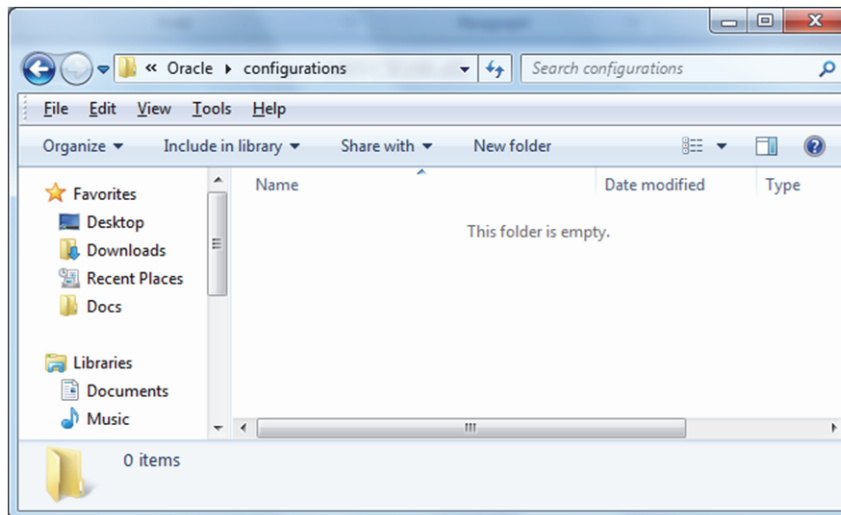 « Oracle ▸ configurations
Search configurations
File Edit View Tools Help
Organize Include in library Share with New folder
Name Date modified Type
This folder is empty.
Favorites
Desktop
Downloads
Recent Places
Docs
Libraries
Documents
Music
0 items